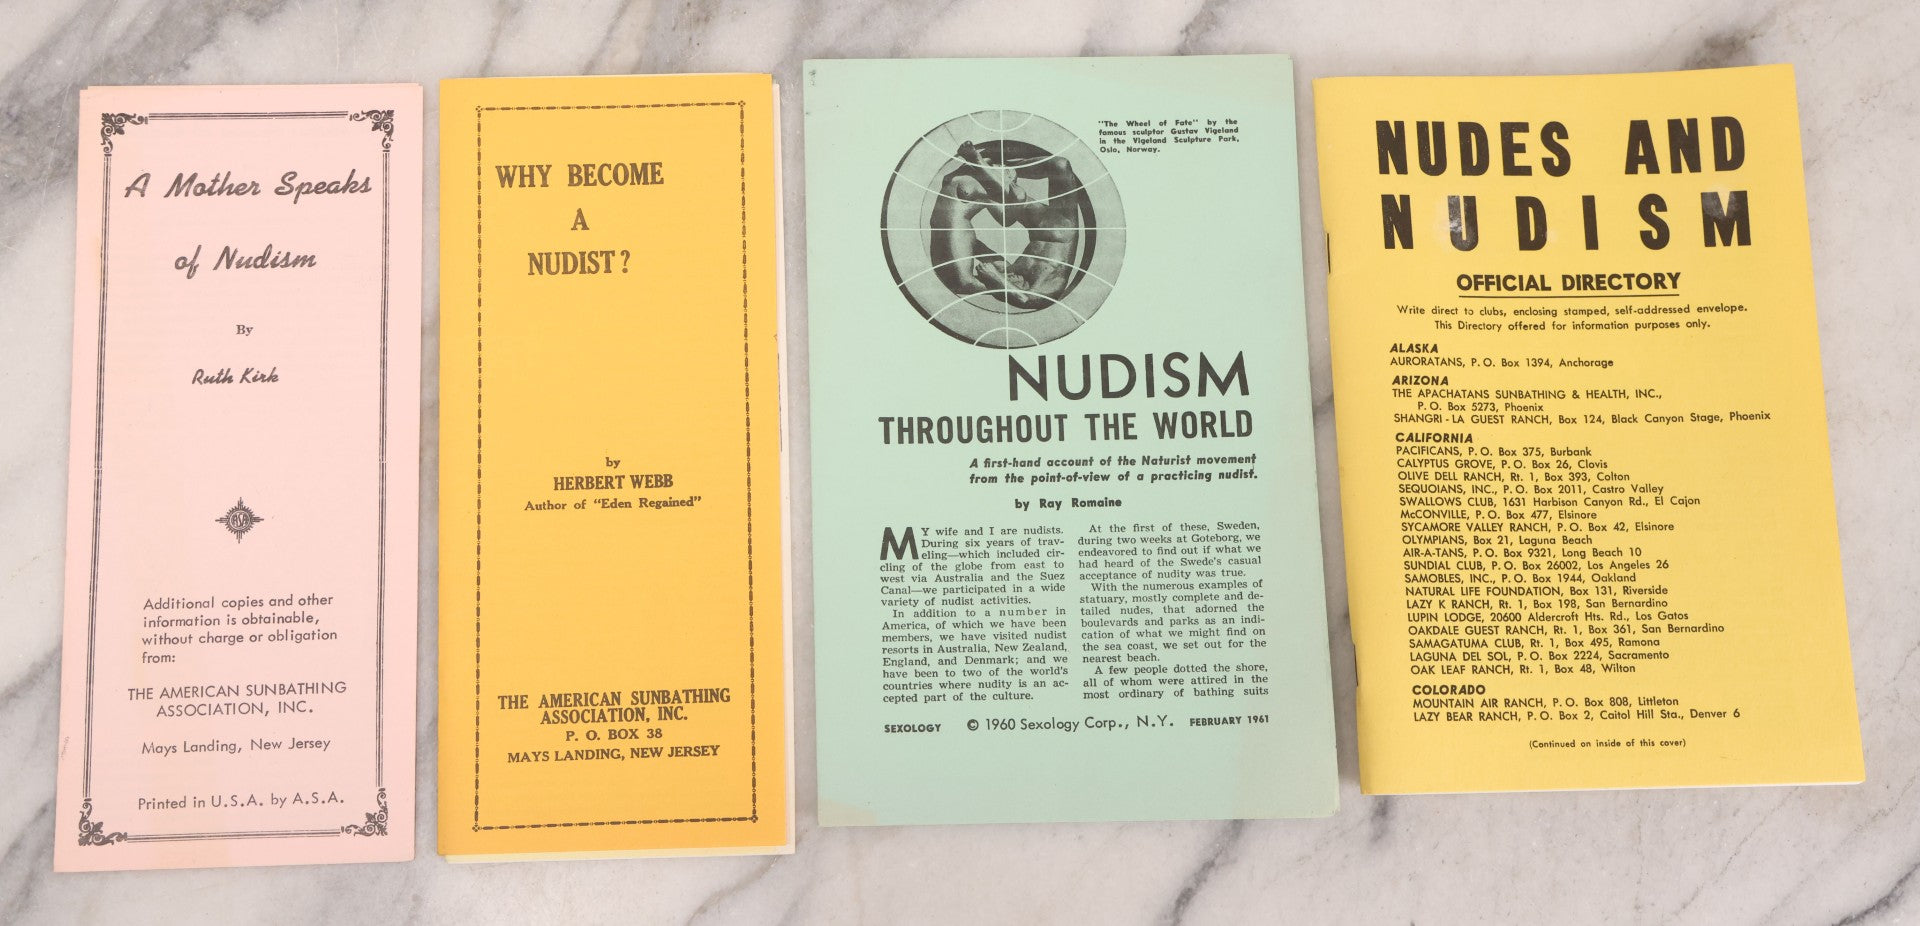 A Mother Speaks
of Nudism
By
Ruth Kirk
ASA
Additional copies and other
information is obtainable,
without charge or obligation
from:
THE AMERICAN SUNBATHING
ASSOCIATION, INC.
Mays Landing, New Jersey
Printed in U.S.A. by A.S.A.
WHY BECOME
A
NUDIST?
by
HERBERT WEBB
Author of "Eden Regained"
THE AMERICAN SUNBATHING
ASSOCIATION, INC.
P. O. BOX 38
MAYS LANDING, NEW JERSEY
"The Wheel of Fate" by the
famous sculptor Gustav Vigeland
in the Vigeland Sculpture Park,
Oslo, Norway.
NUDISM
THROUGHOUT THE WORLD
A first-hand account of the Naturist movement
from the point-of-view of a practicing nudist.
by Ray Romaine
MY wife and I are nudists.
During six years of trav-
eling—which included cir-
cling of the globe from east to
west via Australia and the Suez
Canal—we participated in a wide
variety of nudist activities.
In addition to a number in
America, of which we have been
members, we have visited nudist
resorts in Australia, New Zealand,
England, and Denmark; and we
have been to two of the world's
countries where nudity is an ac-
cepted part of the culture.
At the first of these, Sweden,
during two weeks at Goteborg, we
endeavored to find out if what we
had heard of the Swede's casual
acceptance of nudity was true.
With the numerous examples of
statuary, mostly complete and de-
tailed nudes, that adorned the
boulevards and parks as an indi-
cation of what we might find on
the sea coast, we set out for the
nearest beach.
A few people dotted the shore,
all of whom were attired in the
most ordinary of bathing suits
SEXOLOGY © 1960 Sexology Corp., N.Y. FEBRUARY 1961
NUDES AND
NUDISM
OFFICIAL DIRECTORY
Write direct to clubs, enclosing stamped, self-addressed envelope.
This Directory offered for information purposes only.
ALASKA
AURORATANS, P.O. Box 1394, Anchorage
ARIZONA
THE APACHATANS SUNBATHING & HEALTH, INC.,
P.O. Box 5273, Phoenix
SHANGRI-LA GUEST RANCH, Box 124, Black Canyon Stage, Phoenix
CALIFORNIA
PACIFICANS, P.O. Box 375, Burbank
CALYPTUS GROVE, P.O. Box 26, Clovis
OLIVE DELL RANCH, Rt. 1, Box 393, Colton
SEQUOIANS, INC., P.O. Box 2011, Castro Valley
SWALLOWS CLUB, 1631 Harbison Canyon Rd., El Cajon
McCONVILLE, P.O. Box 477, Elsinore
SYCAMORE VALLEY RANCH, P.O. Box 42, Elsinore
OLYMPIANS, Box 21, Laguna Beach
AIR-A-TANS, P.O. Box 9321, Long Beach 10
SUNDIAL CLUB, P.O. Box 26002, Los Angeles 26
SAMOBLES, INC., P.O. Box 1944, Oakland
NATURAL LIFE FOUNDATION, Box 131, Riverside
LAZY K RANCH, Rt. 1, Box 198, San Bernardino
LUPIN LODGE, 20600 Aldercroft Hts. Rd., Los Gatos
OAKDALE GUEST RANCH, Rt. 1, Box 361, San Bernardino
SAMAGATUMA CLUB, Rt. 1, Box 495, Ramona
LAGUNA DEL SOL, P.O. Box 2224, Sacramento
OAK LEAF RANCH, Rt. 1, Box 48, Wilton
COLORADO
MOUNTAIN AIR RANCH, P.O. Box 808, Littleton
LAZY BEAR RANCH, P.O. Box 2, Caitol Hill Sta., Denver 6
(Continued on inside of this cover)